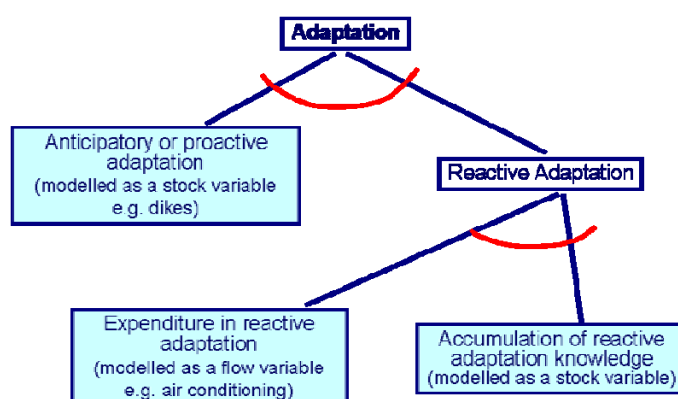 Adaptation
Anticipatory or proactive
adaptation
(modelled as a stock variable
e.g. dikes)
Reactive Adaptation
Expenditure in reactive
adaptation
(modelled as a flow variable
e.g. air conditioning)
Accumulation of reactive
adaptation knowledge
(modelled as a stock variable)